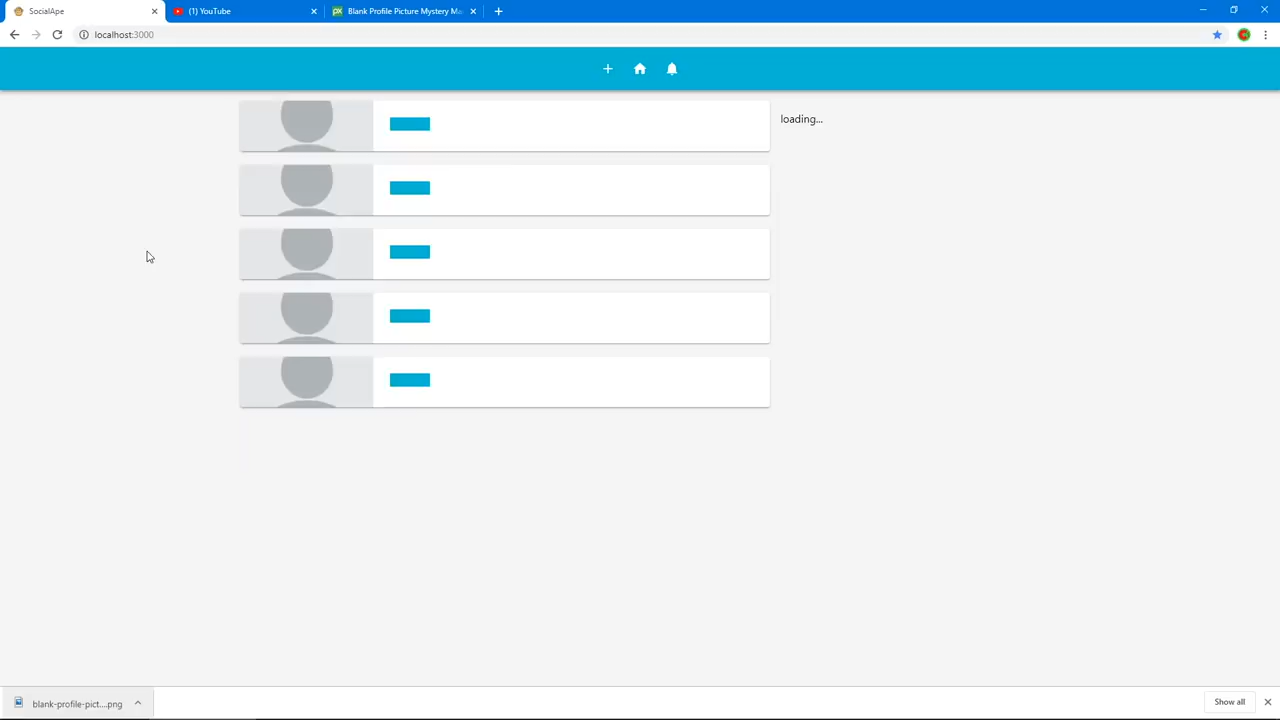 SocialApe
(1) YouTube
Blank Profile Picture Mystery Ma
localhost:3000
loading...
blank-profile-pict....png
Show all